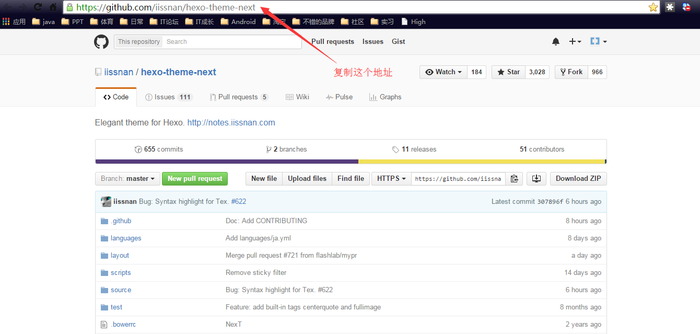 https://github.com/iissnan/hexo-theme-next
应用 java PPT 体育 日常 IT论坛 IT成长 Android 不错的品牌 社区 实习 High
This repository Search Pull requests Issues Gist
复制这个地址
iissnan / hexo-theme-next Watch 184 Star 3,028 Fork 966
Code Issues 111 Pull requests 5 Wiki Pulse Graphs
Elegant theme for Hexo. http://notes.iissnan.com
655 commits 2 branches 11 releases 51 contributors
Branch: master New pull request New file Upload files Find file HTTPS https://github.com/iissna Download ZIP
iissnan Bug: Syntax highlight for Tex. #622 Latest commit 307896f 6 hours ago
.github Doc: Add CONTRIBUTING 8 hours ago
languages Add languages/ja.yml 8 days ago
layout Merge pull request #721 from flashlab/mypr a day ago
scripts Remove sticky filter 14 days ago
source Bug: Syntax highlight for Tex. #622 6 hours ago
test Feature: add built-in tags centerquote and fullimage 8 months ago
.bowerrc NexT 2 years ago